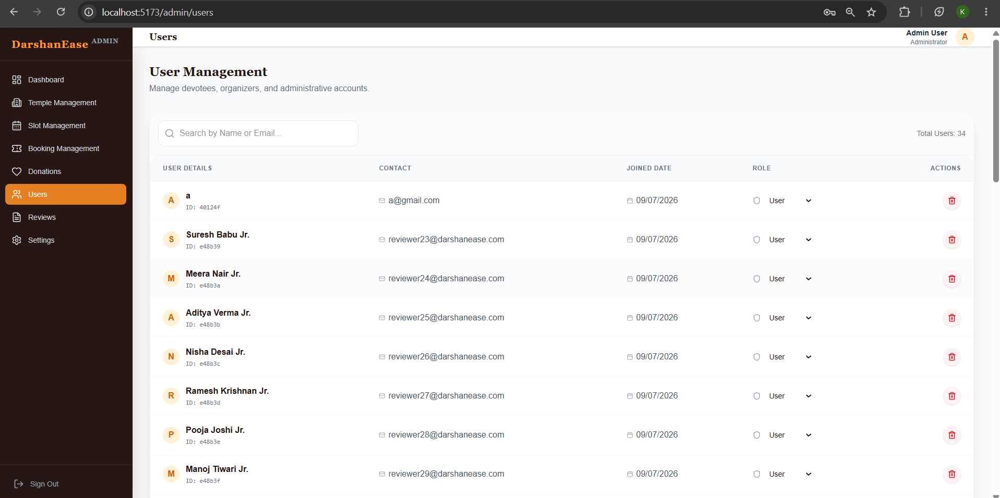 localhost:5173/admin/users
K
DarshanEase ADMIN
Users
Admin User
Administrator
A
Dashboard
Temple Management
Slot Management
Booking Management
Donations
Users
Reviews
Settings
Sign Out
User Management
Manage devotees, organizers, and administrative accounts.
Search by Name or Email...
Total Users: 34
USER DETAILS CONTACT JOINED DATE ROLE ACTIONS
A a a@gmail.com 09/07/2026 User
ID: 40124f
S Suresh Babu Jr. reviewer23@darshanease.com 09/07/2026 User
ID: e48b39
M Meera Nair Jr. reviewer24@darshanease.com 09/07/2026 User
ID: e48b3a
A Aditya Verma Jr. reviewer25@darshanease.com 09/07/2026 User
ID: e48b3b
N Nisha Desai Jr. reviewer26@darshanease.com 09/07/2026 User
ID: e48b3c
R Ramesh Krishnan Jr. reviewer27@darshanease.com 09/07/2026 User
ID: e48b3d
P Pooja Joshi Jr. reviewer28@darshanease.com 09/07/2026 User
ID: e48b3e
M Manoj Tiwari Jr. reviewer29@darshanease.com 09/07/2026 User
ID: e48b3f